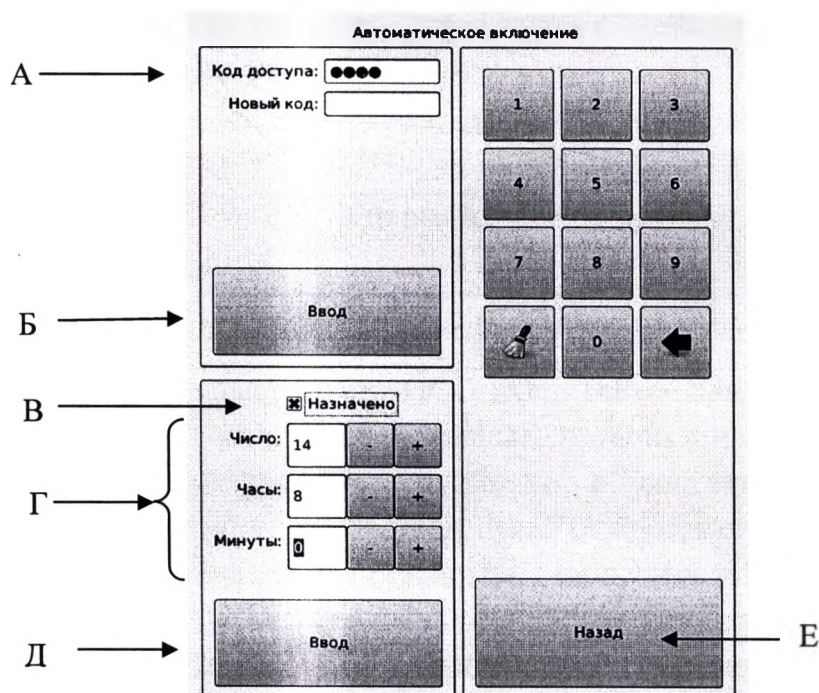 Автоматическое включение
А
Код доступа: ●●●●
Новый код:
Б
Ввод
В
Назначено
Г
Число: 14 - +
Часы: 8 - +
Минуты: 0 - +
Д
Ввод
1 2 3
4 5 6
7 8 9
0
Назад
Е